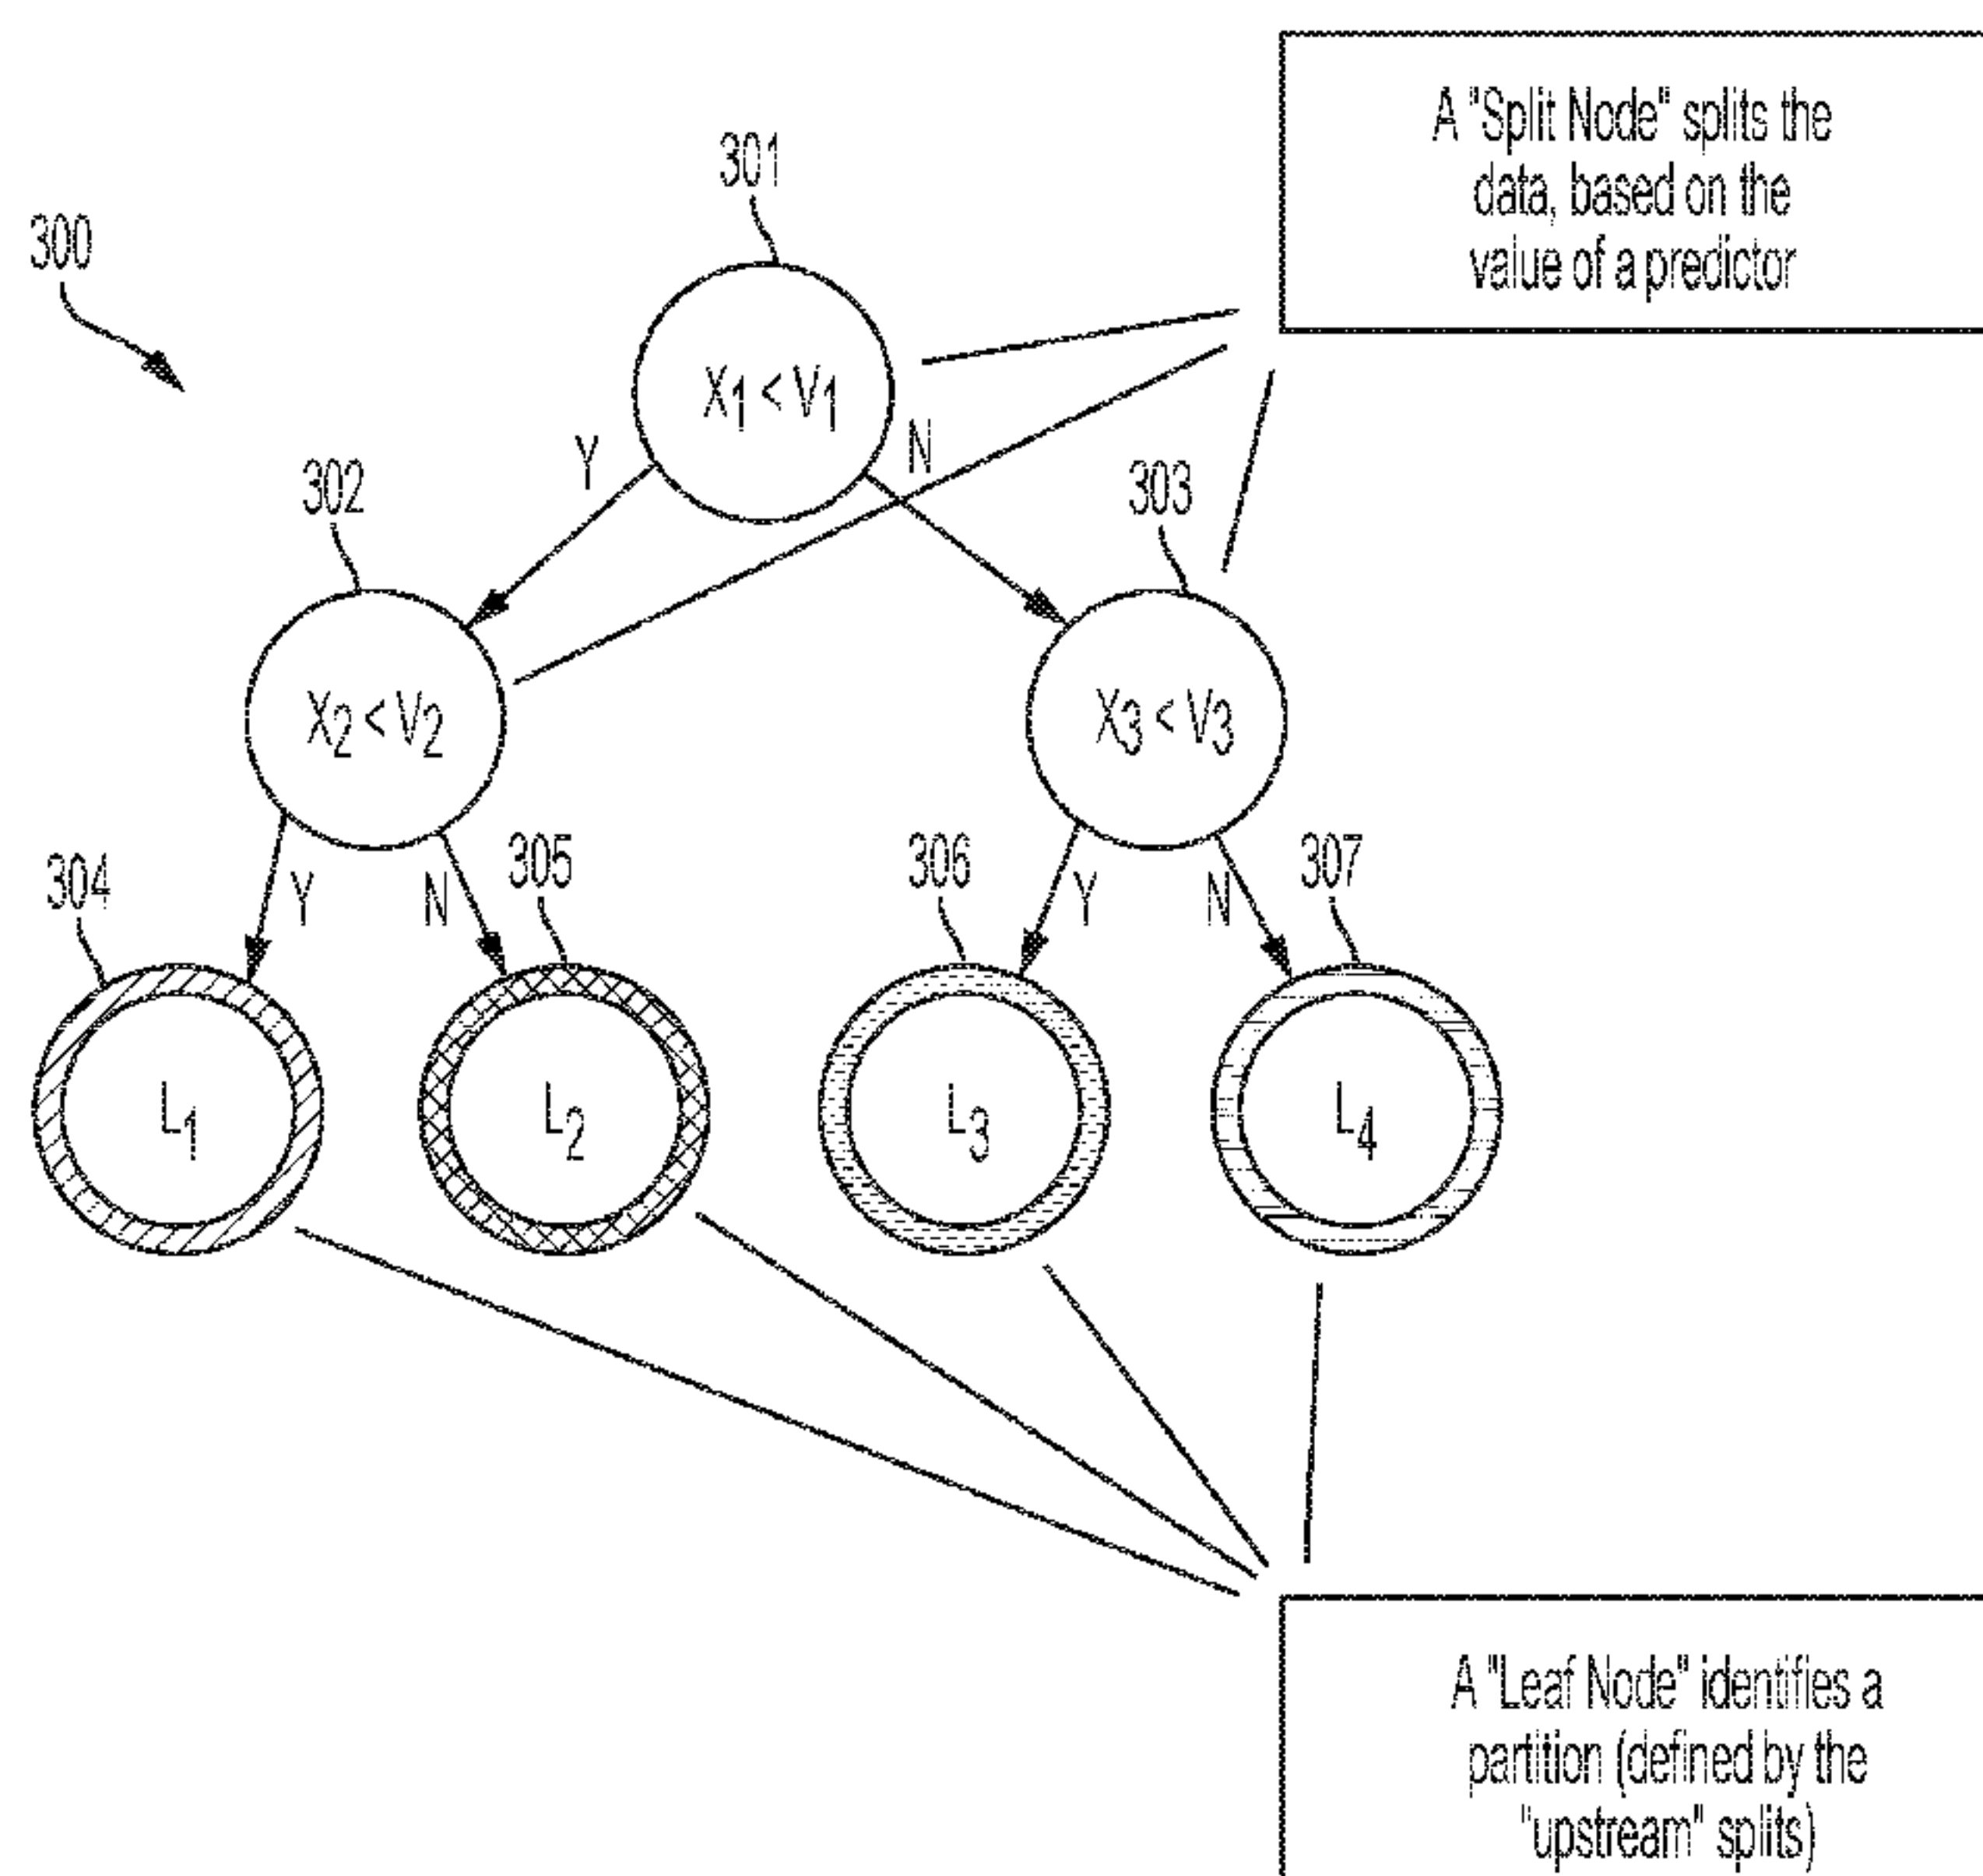 A "Split Node" splits the
data, based on the
value of a predictor
301
300
X1 < V1
Y
N
302
303
X2 < V2
X3 < V3
304
Y
N
305
306
Y
N
307
L1
L2
L3
L4
A "Leaf Node" identifies a
partition (defined by the
"upstream" splits)